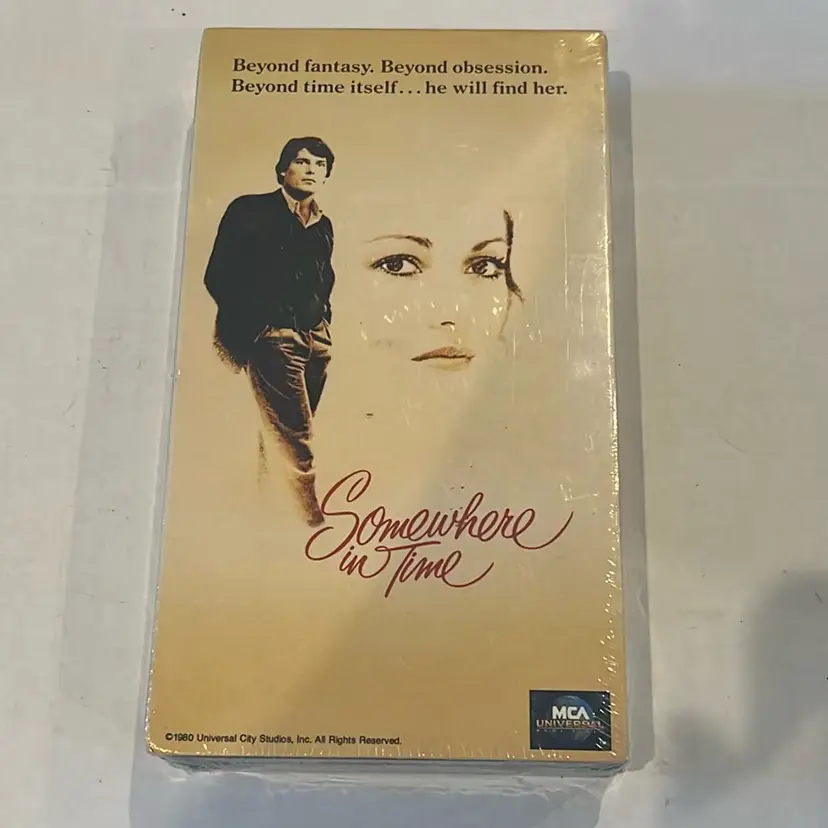 Beyond fantasy. Beyond obsession.
Beyond time itself...he will find her.
Somewhere
in Time
MCA
UNIVERSAL
©1980 Universal City Studios, Inc. All Rights Reserved.